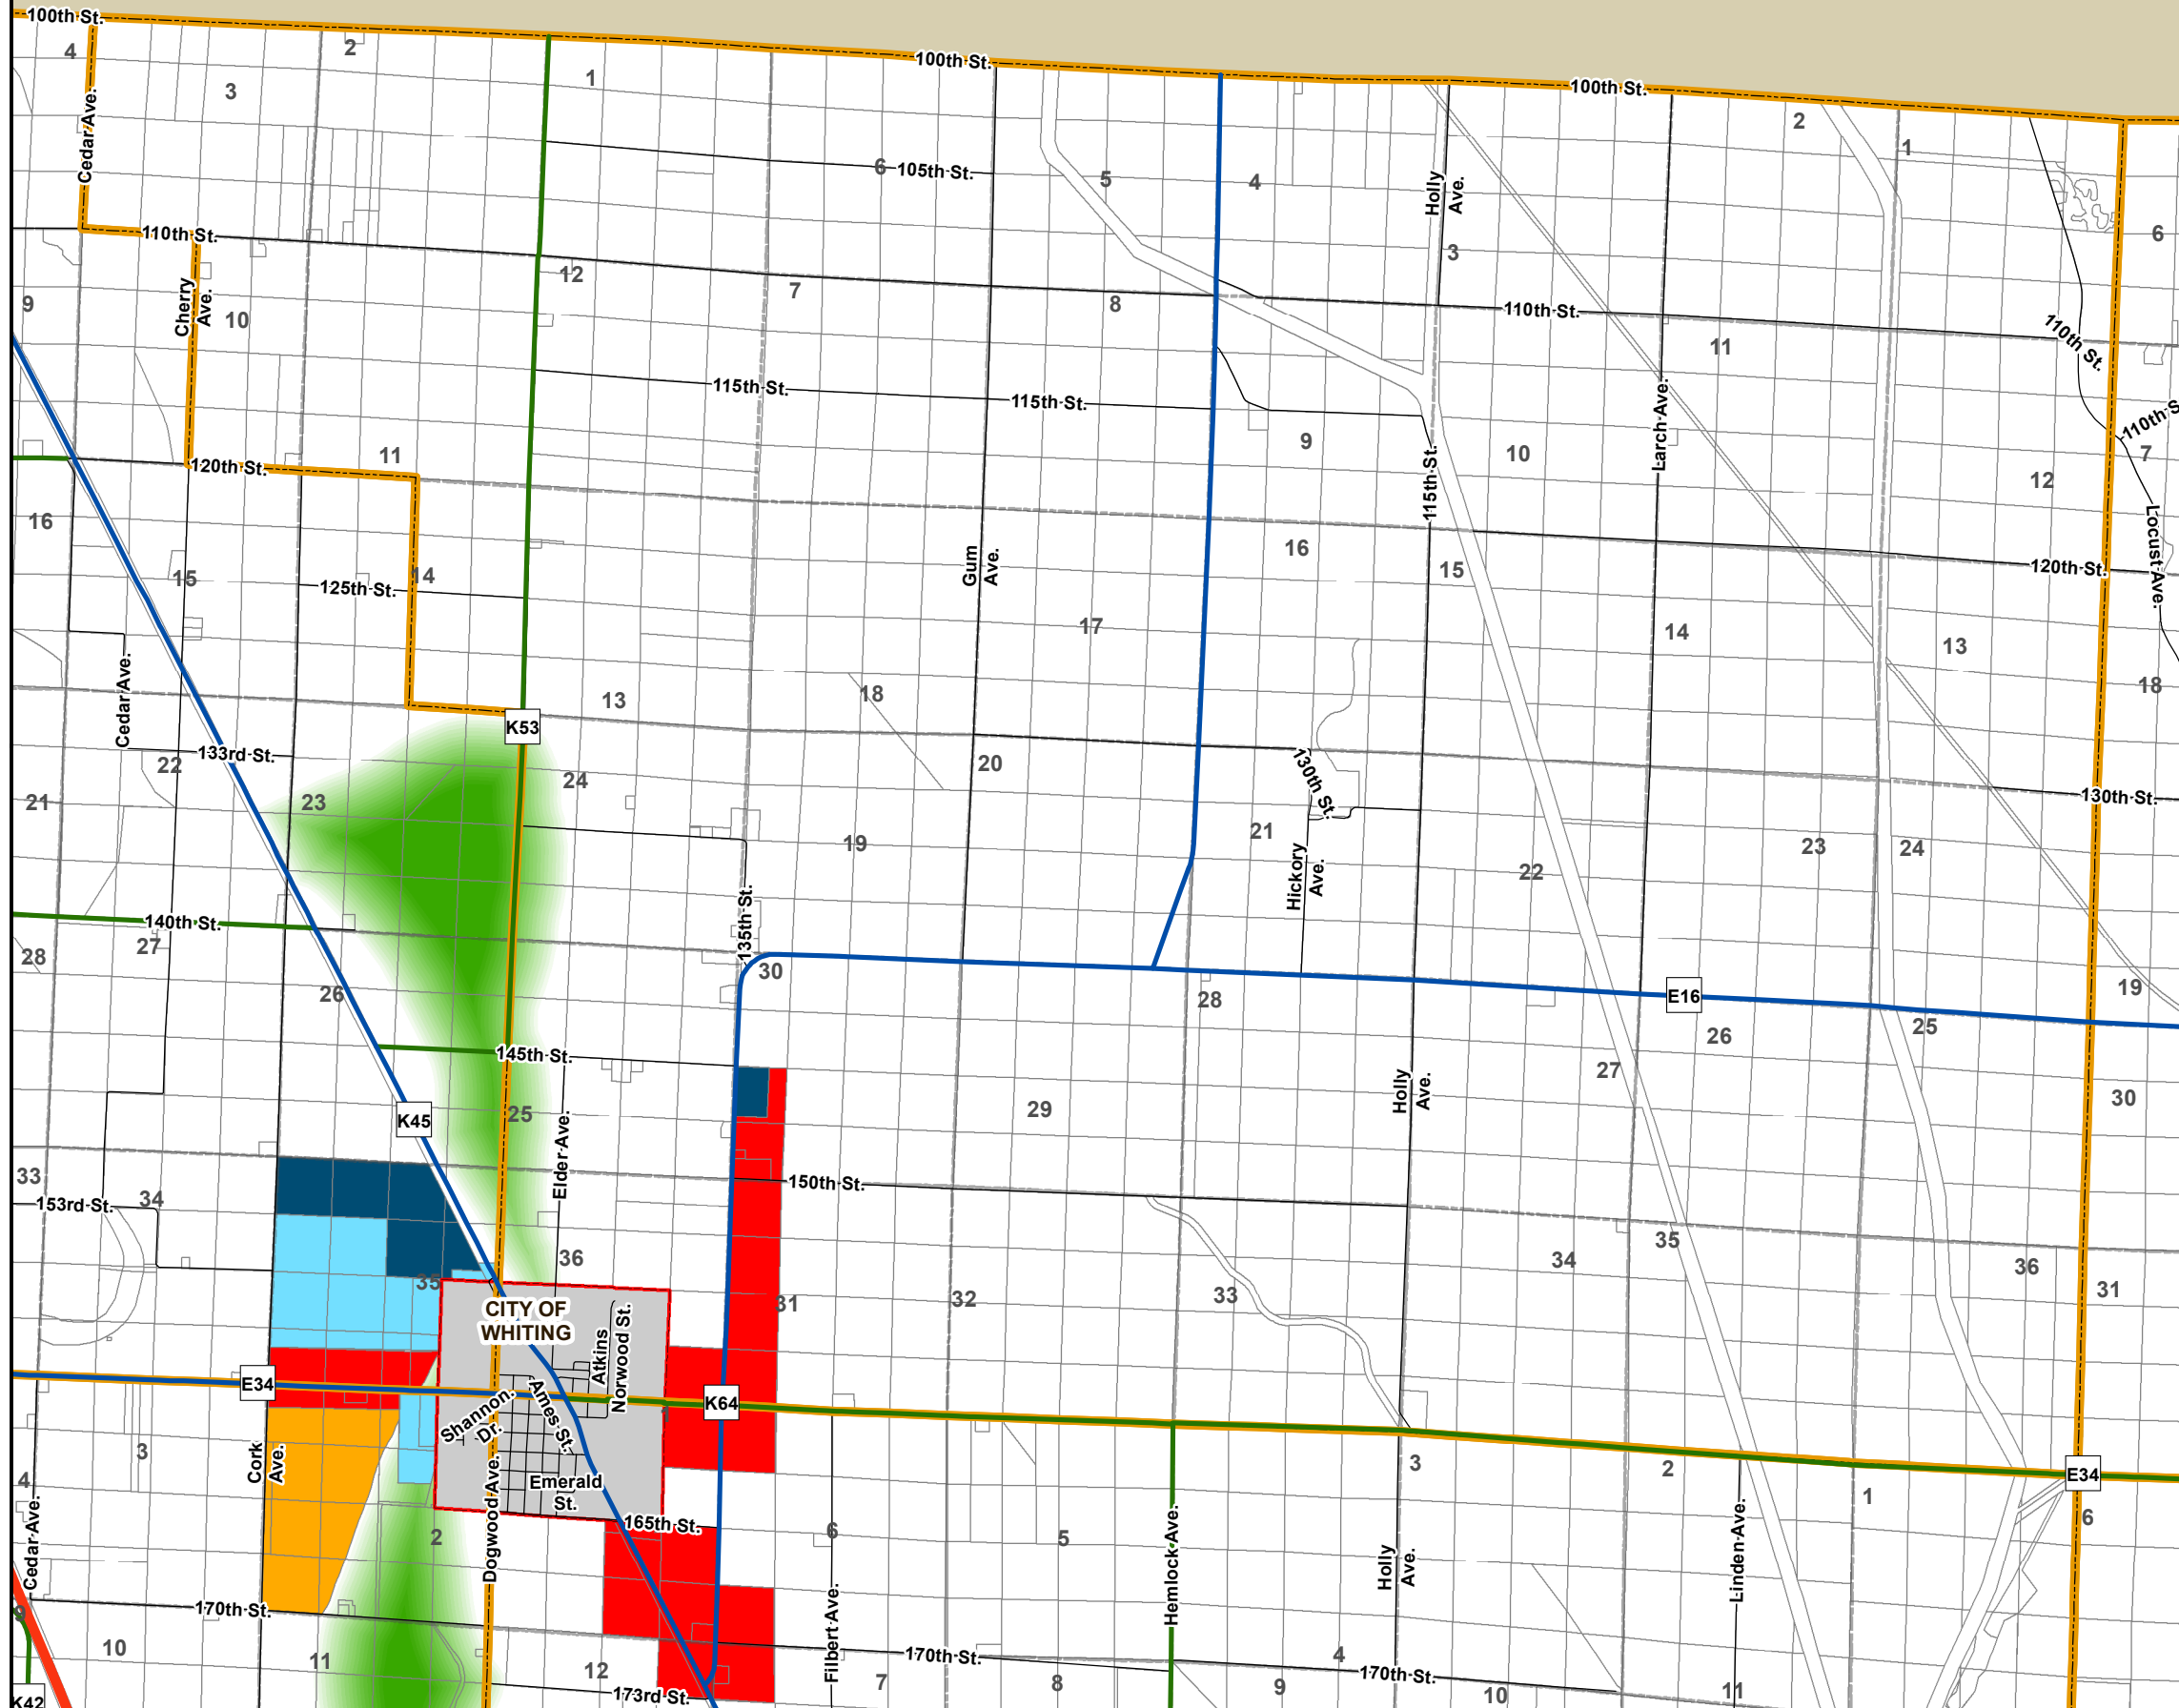 100th St.
4
2
3
1
Cedar Ave.
100th St.
100th St.
2
1
6
105th St.
5
4
Holly
Ave.
3
6
110th St.
12
7
8
9
Cherry
Ave.
10
110th St.
11
110th St.
110th S
115th St.
115th St.
9
10
Larch Ave.
115th St.
12
7
120th St.
11
16
15
125th St.
14
Gum
Ave.
16
15
120th St.
Locust Ave.
17
14
13
18
13
18
Cedar Ave.
K53
133rd St.
22
21
23
24
20
130th St.
130th St.
19
21
Hickory
Ave.
22
23
24
140th St.
27
28
26
135th St.
30
28
E16
19
25
26
27
145th St.
K45
25
Elder Ave.
29
Holly
Ave.
30
33
34
153rd St.
150th St.
35
36
31
32
33
34
35
36
31
CITY OF
WHITING
Atkins
Norwood St.
E34
K64
Shannon
Dr.
Ames St.
Emerald
St.
Cork
Ave.
3
4
Cedar Ave.
2
Dogwood Ave.
165th St.
6
5
Hemlock Ave.
3
Holly
Ave.
2
Linden Ave.
1
E34
6
170th St.
9
10
11
12
Filbert Ave.
7
170th St.
8
9
4
170th St.
10
11
173rd St.
K42